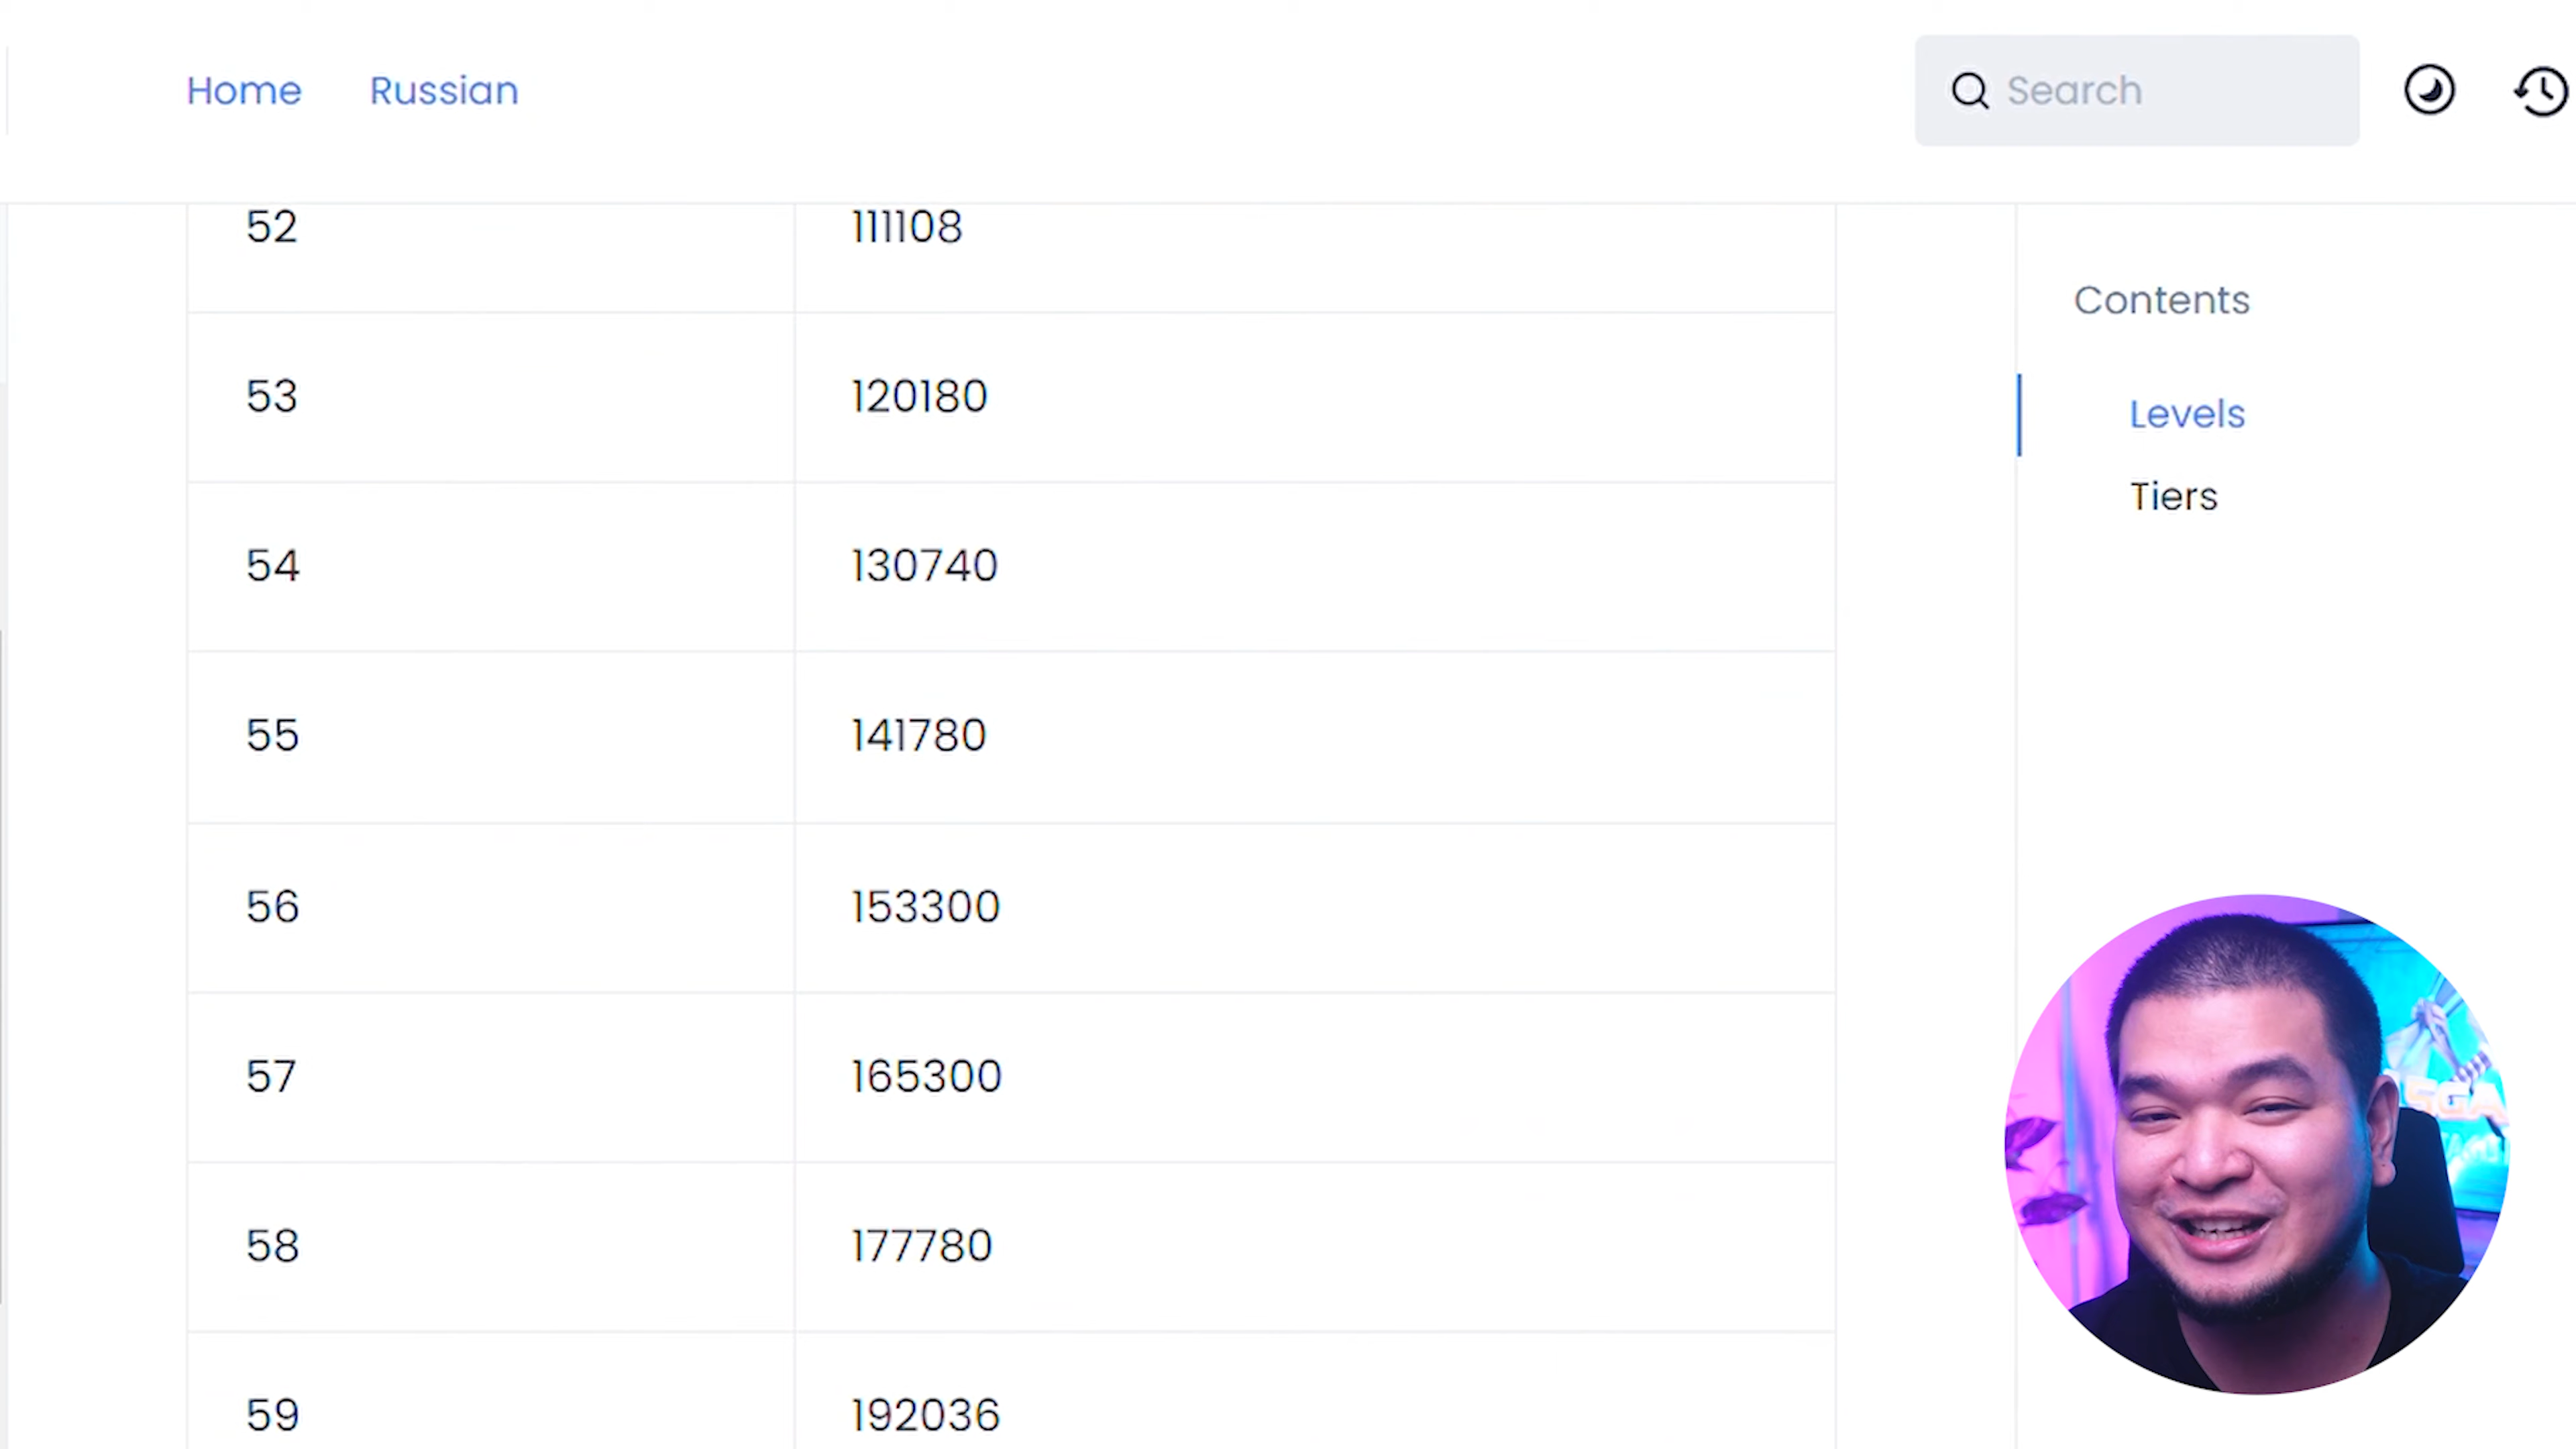 Home Russian Search
52 111108
Contents
53 120180
Levels
Tiers
54 130740
55 141780
56 153300
57 165300
58 177780
59 192036